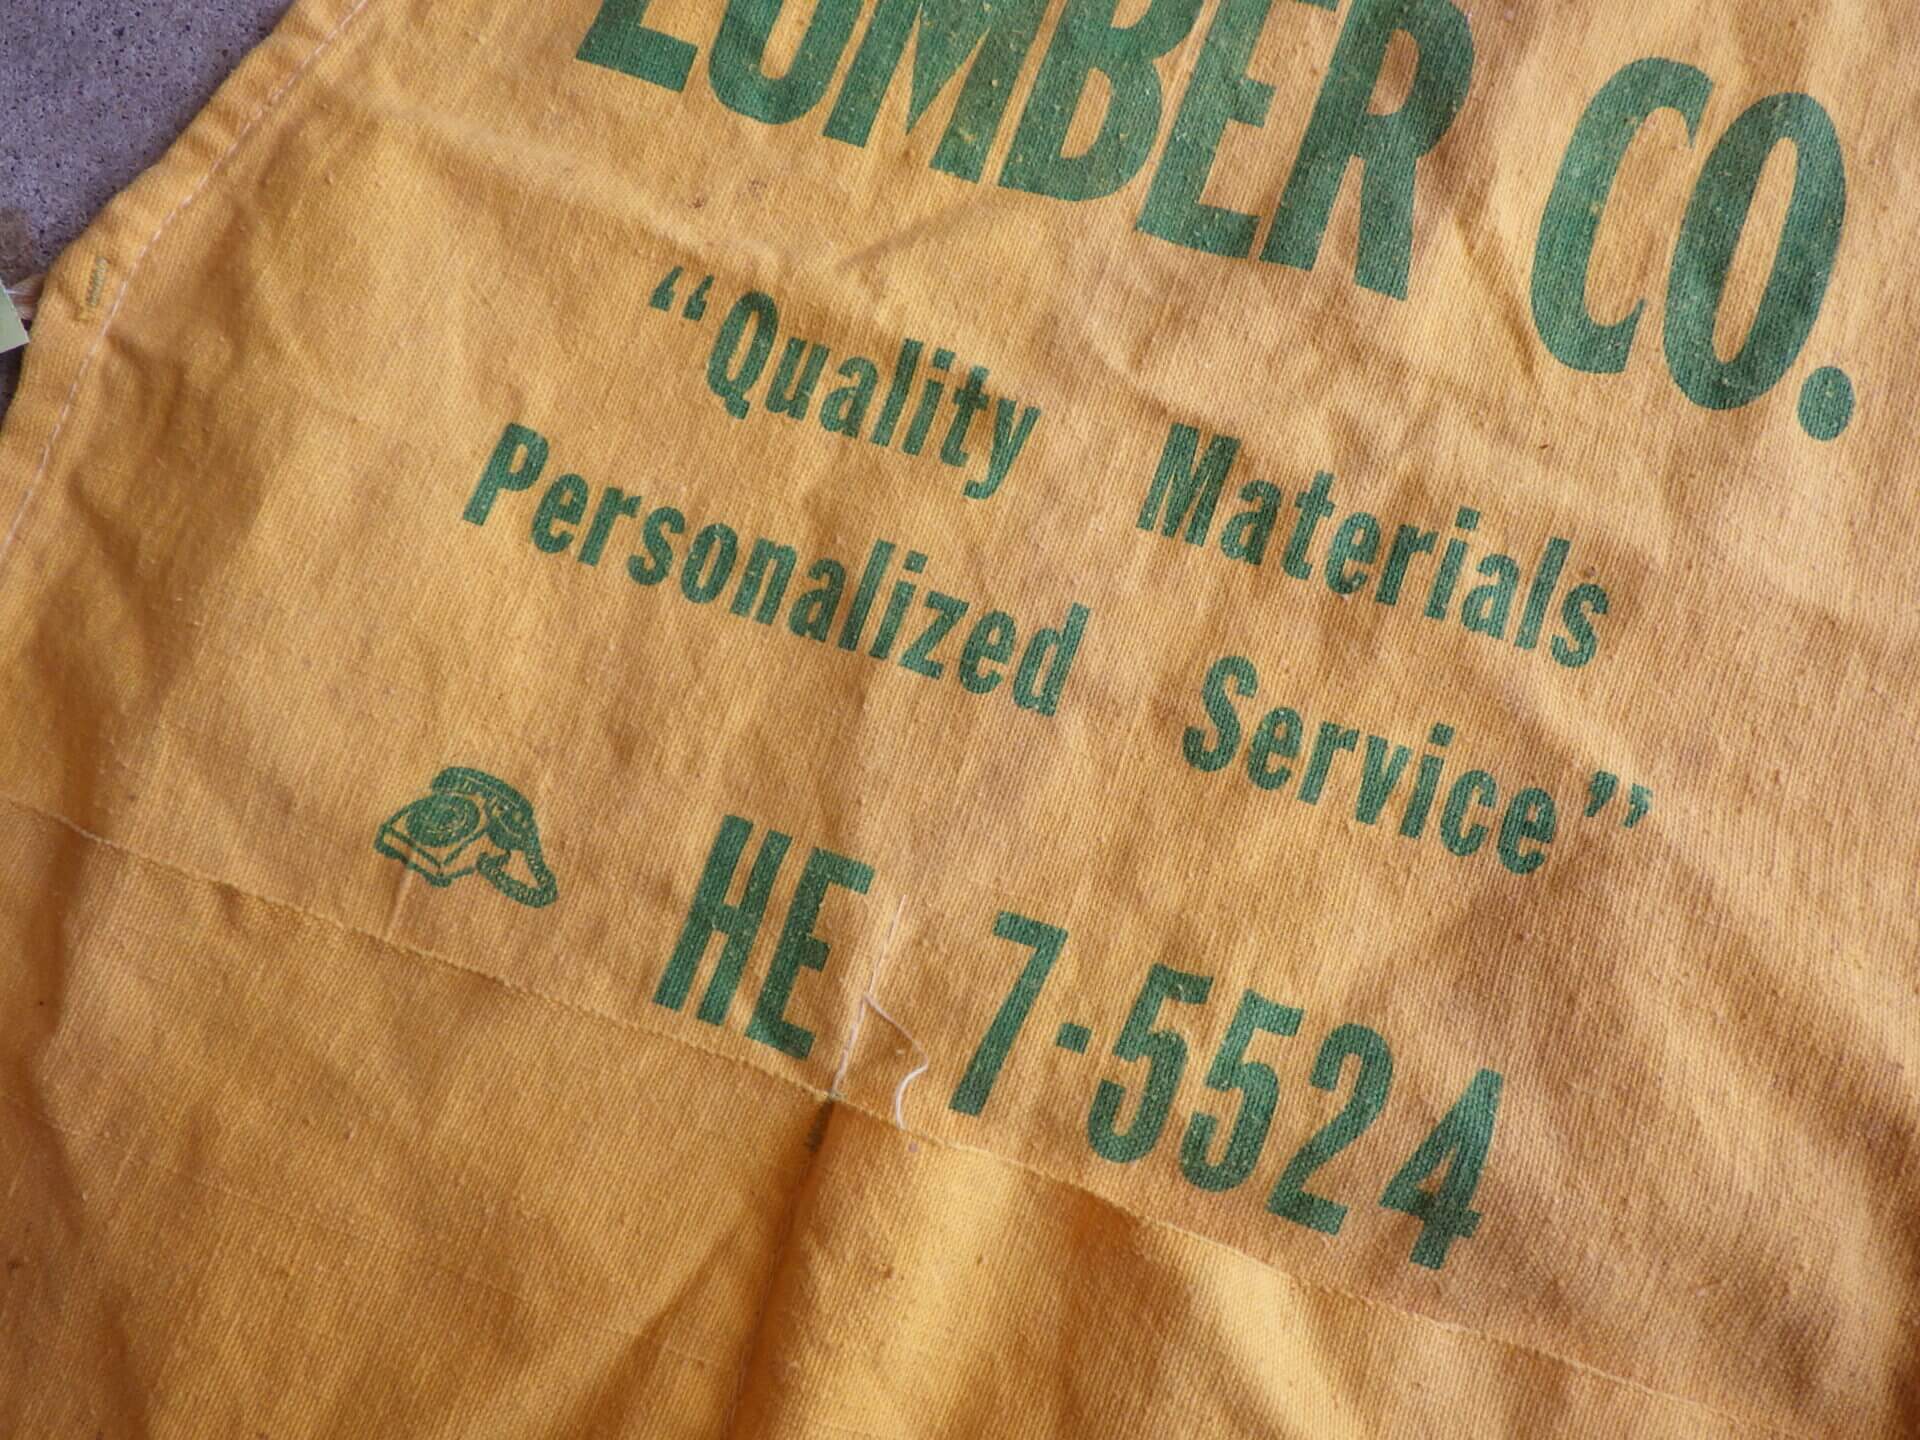 LUMBER CO.
“Quality Materials
Personalized Service”
HE 7-5524